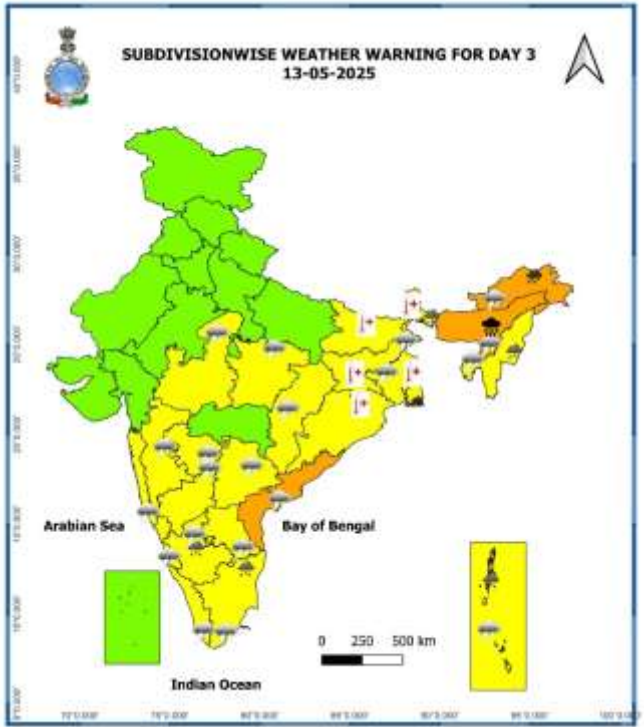 SUBDIVISIONWISE WEATHER WARNING FOR DAY 3
13-05-2025
Arabian Sea
Bay of Bengal
0 250 500 km
Indian Ocean